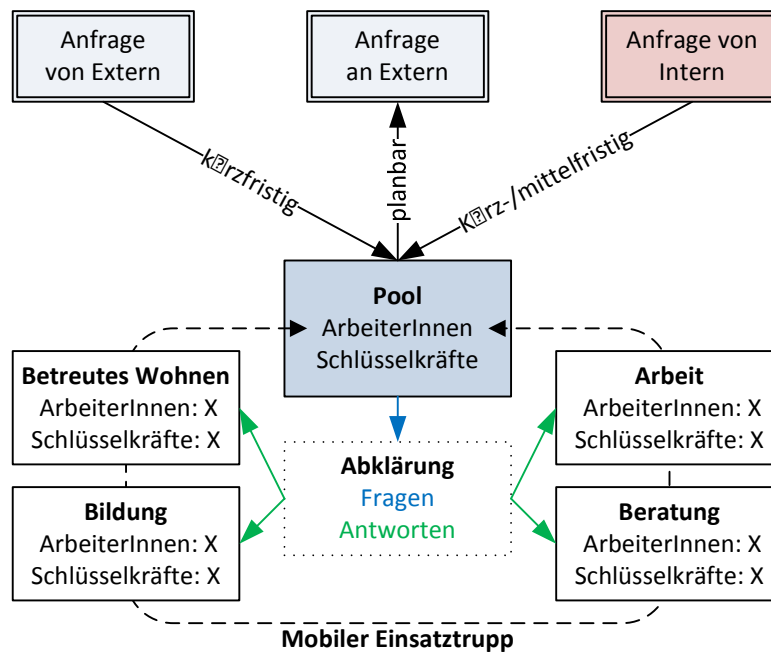 Anfrage
von Extern
Anfrage
an Extern
Anfrage von
Intern
k�rzfristig
planbar
K�rz-/mittelfristig
Pool
ArbeiterInnen
Schlüsselkräfte
Betreutes Wohnen
ArbeiterInnen: X
Schlüsselkräfte: X
Arbeit
ArbeiterInnen: X
Schlüsselkräfte: X
Abklärung
Fragen
Antworten
Bildung
ArbeiterInnen: X
Schlüsselkräfte: X
Beratung
ArbeiterInnen: X
Schlüsselkräfte: X
Mobiler Einsatztrupp